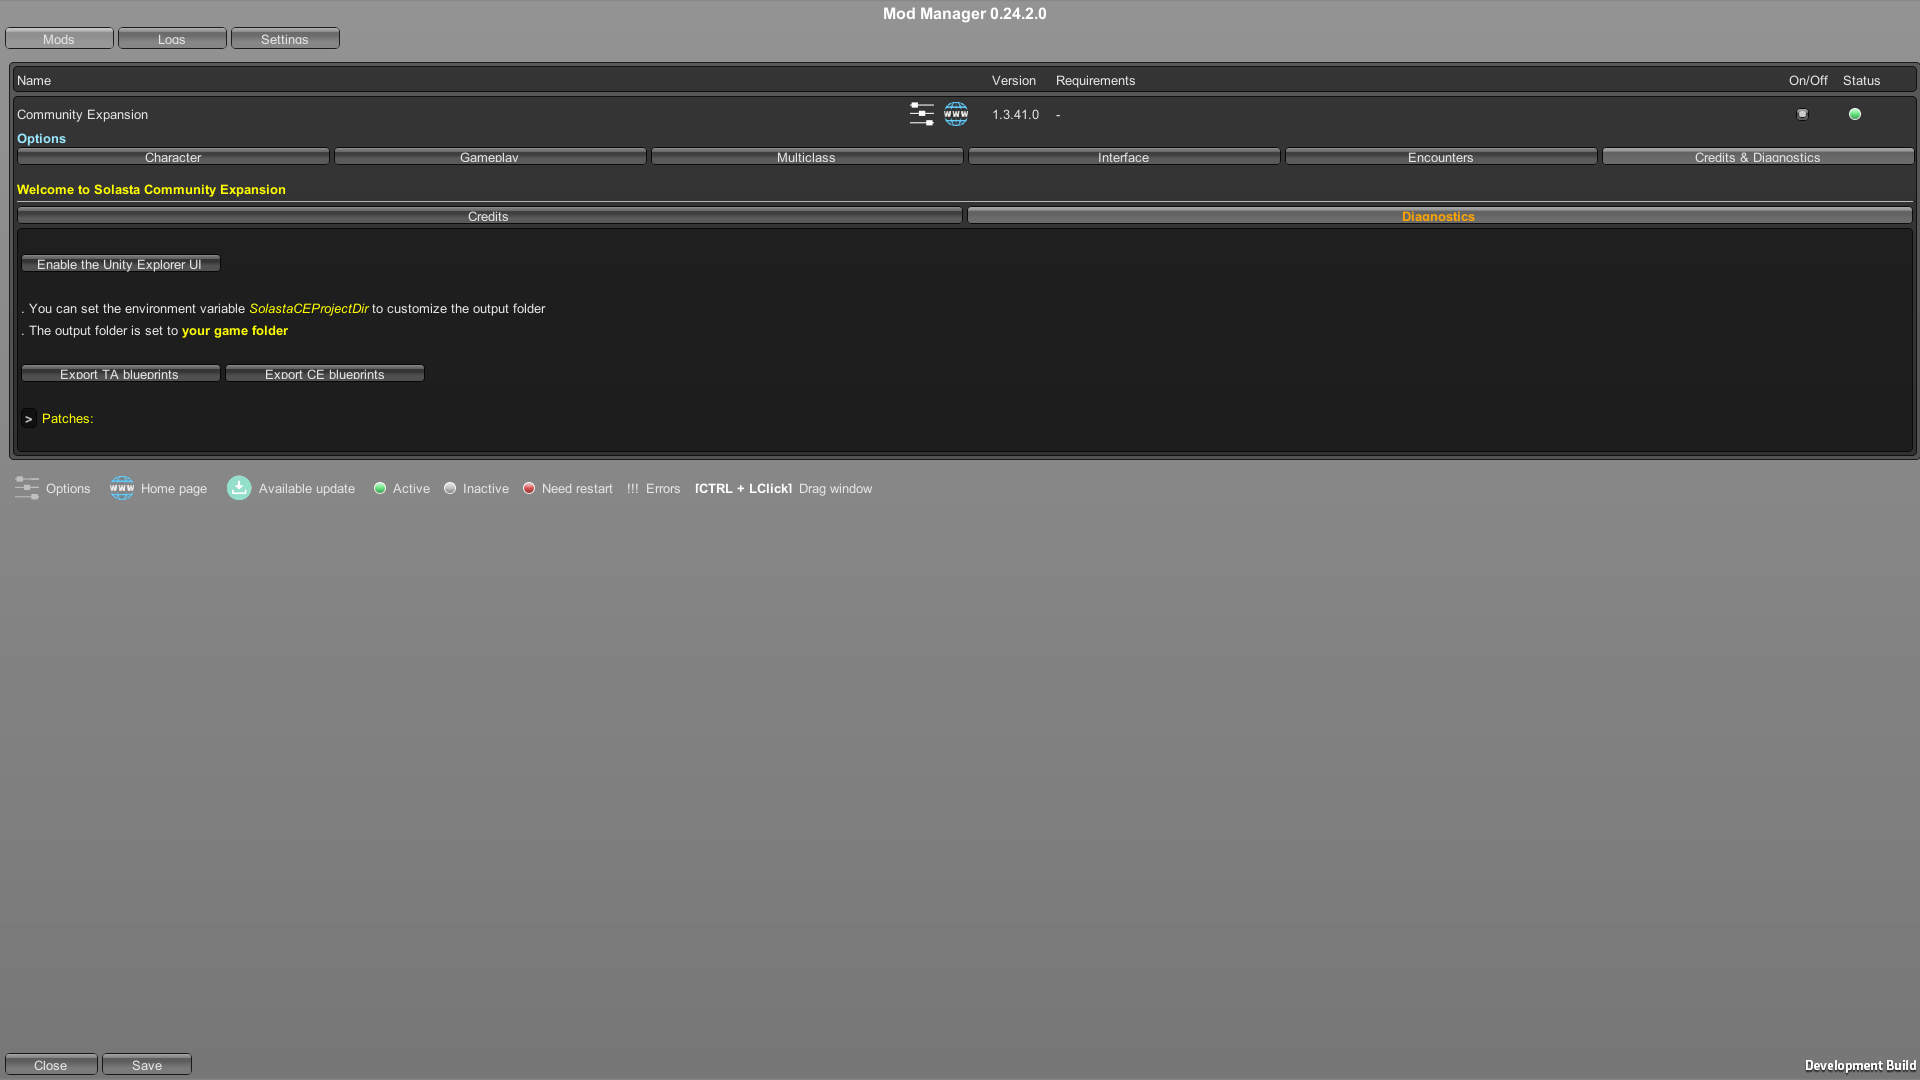 Mod Manager 0.24.2.0
Mods Logs Settings
Name Version Requirements On/Off Status
Community Expansion WWW 1.3.41.0 -
Options
Character Gameplay Multiclass Interface Encounters Credits & Diagnostics
Welcome to Solasta Community Expansion
Credits Diagnostics
Enable the Unity Explorer UI
. You can set the environment variable SolastaCEProjectDir to customize the output folder
. The output folder is set to your game folder
Export TA blueprints Export CE blueprints
> Patches:
Options WWW Home page Available update Active Inactive Need restart !!! Errors [CTRL + LClick] Drag window
Close Save
Development Build